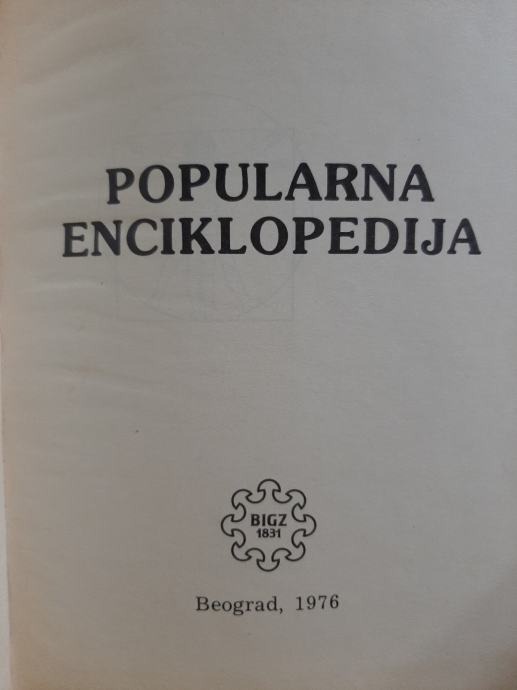 POPULARNA
ENCIKLOPEDIJA
BIGZ
1831
Beograd, 1976